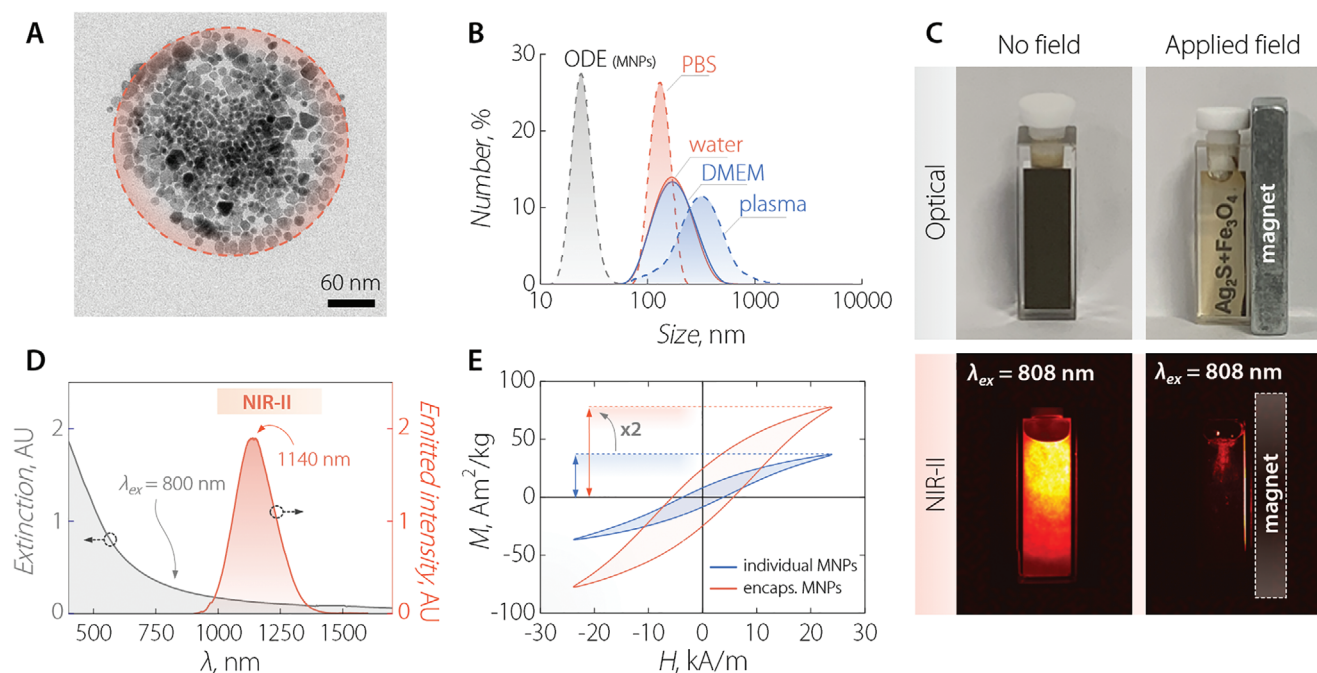 A
60 nm
B
30
20
10
0
Number, %
ODE (MNPs)
PBS
water
DMEM
plasma
10
100
1000
10000
Size, nm
C
No field
Applied field
Optical
Ag₂S+Fe₃O₄
magnet
NIR-II
λex = 808 nm
λex = 808 nm
magnet
D
NIR-II
2
1
0
Extinction, AU
2
1
0
Emitted intensity, AU
1140 nm
λex = 800 nm
500
750
1000
1250
1500
λ, nm
E
100
50
0
-50
-100
M, Am²/kg
x2
individual MNPs
encaps. MNPs
-30
-20
-10
0
10
20
30
H, kA/m